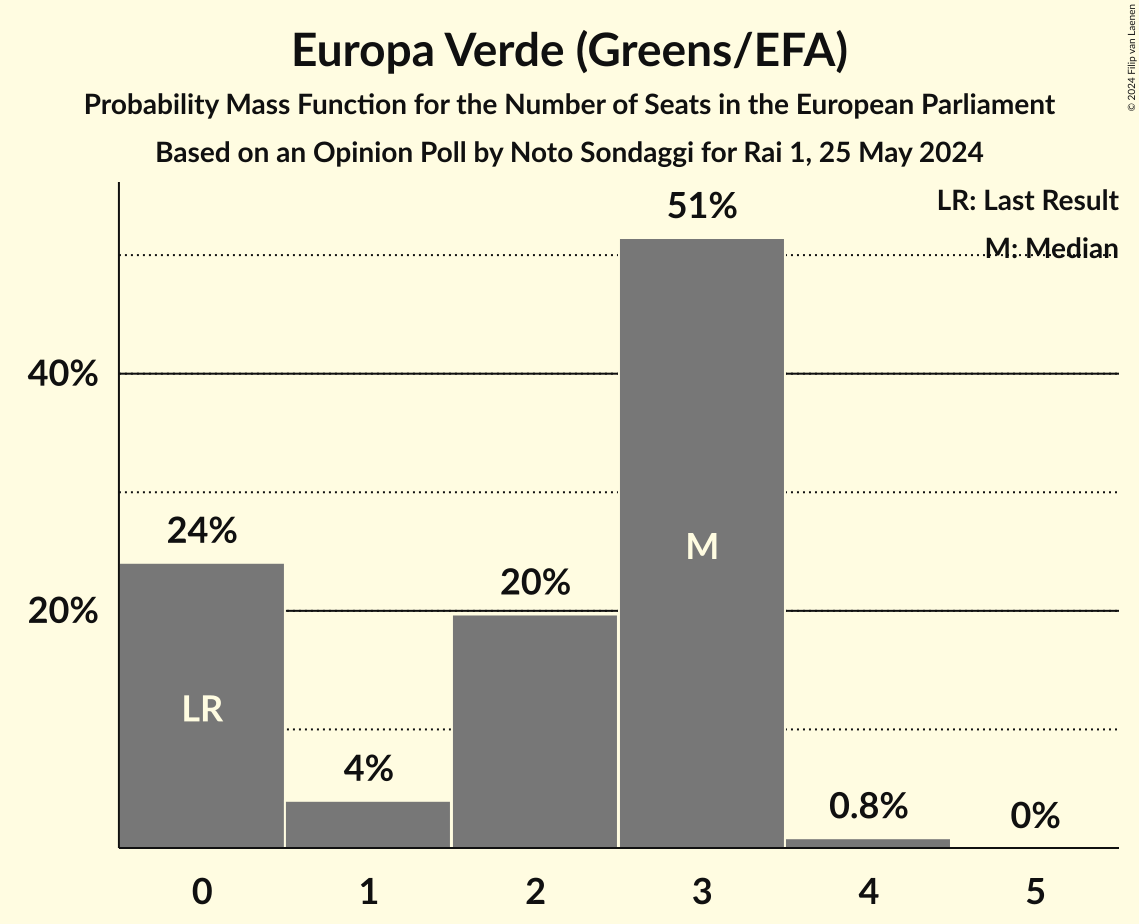 Europa Verde (Greens/EFA)
Probability Mass Function for the Number of Seats in the European Parliament
Based on an Opinion Poll by Noto Sondaggi for Rai 1, 25 May 2024
© 2024 Filip van Laenen
LR: Last Result
M: Median
51%
40%
24%
20%
20%
M
LR
4%
0.8%
0%
0 1 2 3 4 5